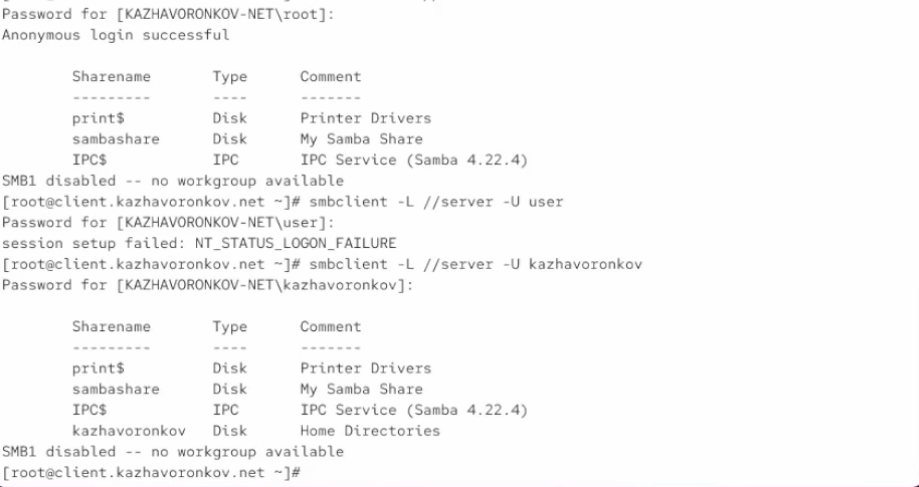 Password for [KAZHAVORONKOV-NET\root]:
Anonymous login successful
Sharename Type Comment
--------- ---- -------
print$ Disk Printer Drivers
sambashare Disk My Samba Share
IPC$ IPC IPC Service (Samba 4.22.4)
SMB1 disabled -- no workgroup available
[root@client.kazhavoronkov.net ~]# smbclient -L //server -U user
Password for [KAZHAVORONKOV-NET\user]:
session setup failed: NT_STATUS_LOGON_FAILURE
[root@client.kazhavoronkov.net ~]# smbclient -L //server -U kazhavoronkov
Password for [KAZHAVORONKOV-NET\kazhavoronkov]:
Sharename Type Comment
--------- ---- -------
print$ Disk Printer Drivers
sambashare Disk My Samba Share
IPC$ IPC IPC Service (Samba 4.22.4)
kazhavoronkov Disk Home Directories
SMB1 disabled -- no workgroup available
[root@client.kazhavoronkov.net ~]#